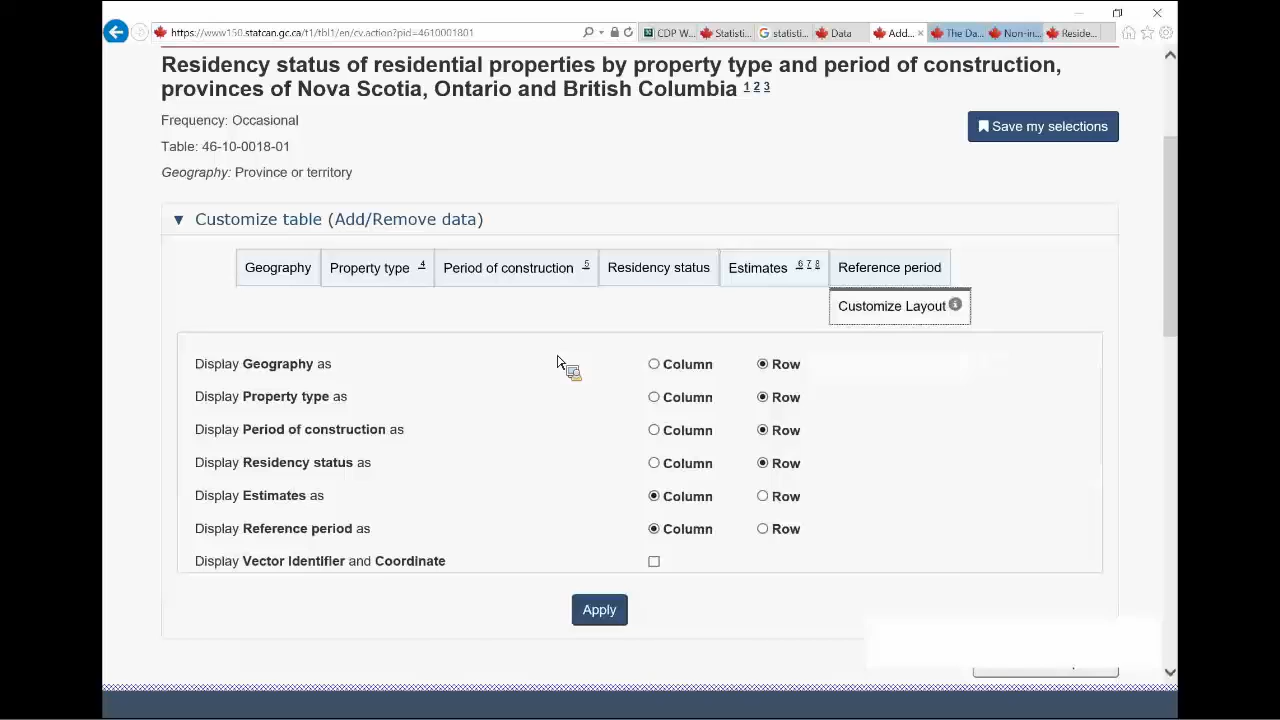 https://www150.statcan.gc.ca/t1/tbl1/en/cv.action?pid=4610001801
CDP W...
Statisti...
statisti...
Data
Add...
The Da...
Non-in...
Reside...
Residency status of residential properties by property type and period of construction,
provinces of Nova Scotia, Ontario and British Columbia 1 2 3
Frequency: Occasional
Save my selections
Table: 46-10-0018-01
Geography: Province or territory
Customize table (Add/Remove data)
Geography
Property type 4
Period of construction 5
Residency status
Estimates 6 7 8
Reference period
Customize Layout
Display Geography as Column Row
Display Property type as Column Row
Display Period of construction as Column Row
Display Residency status as Column Row
Display Estimates as Column Row
Display Reference period as Column Row
Display Vector Identifier and Coordinate
Apply